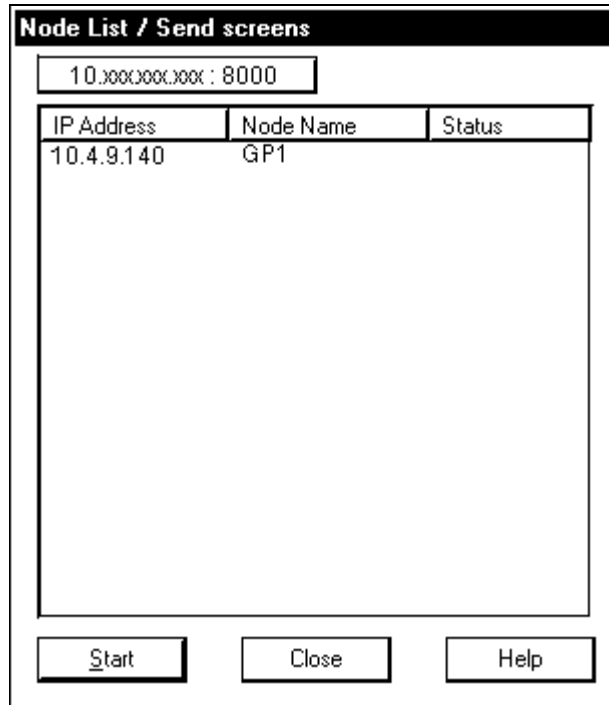 Node List / Send screens
10.xxx.xxx.xxx : 8000
IP Address Node Name Status
10.4.9.140 GP1
Start Close Help